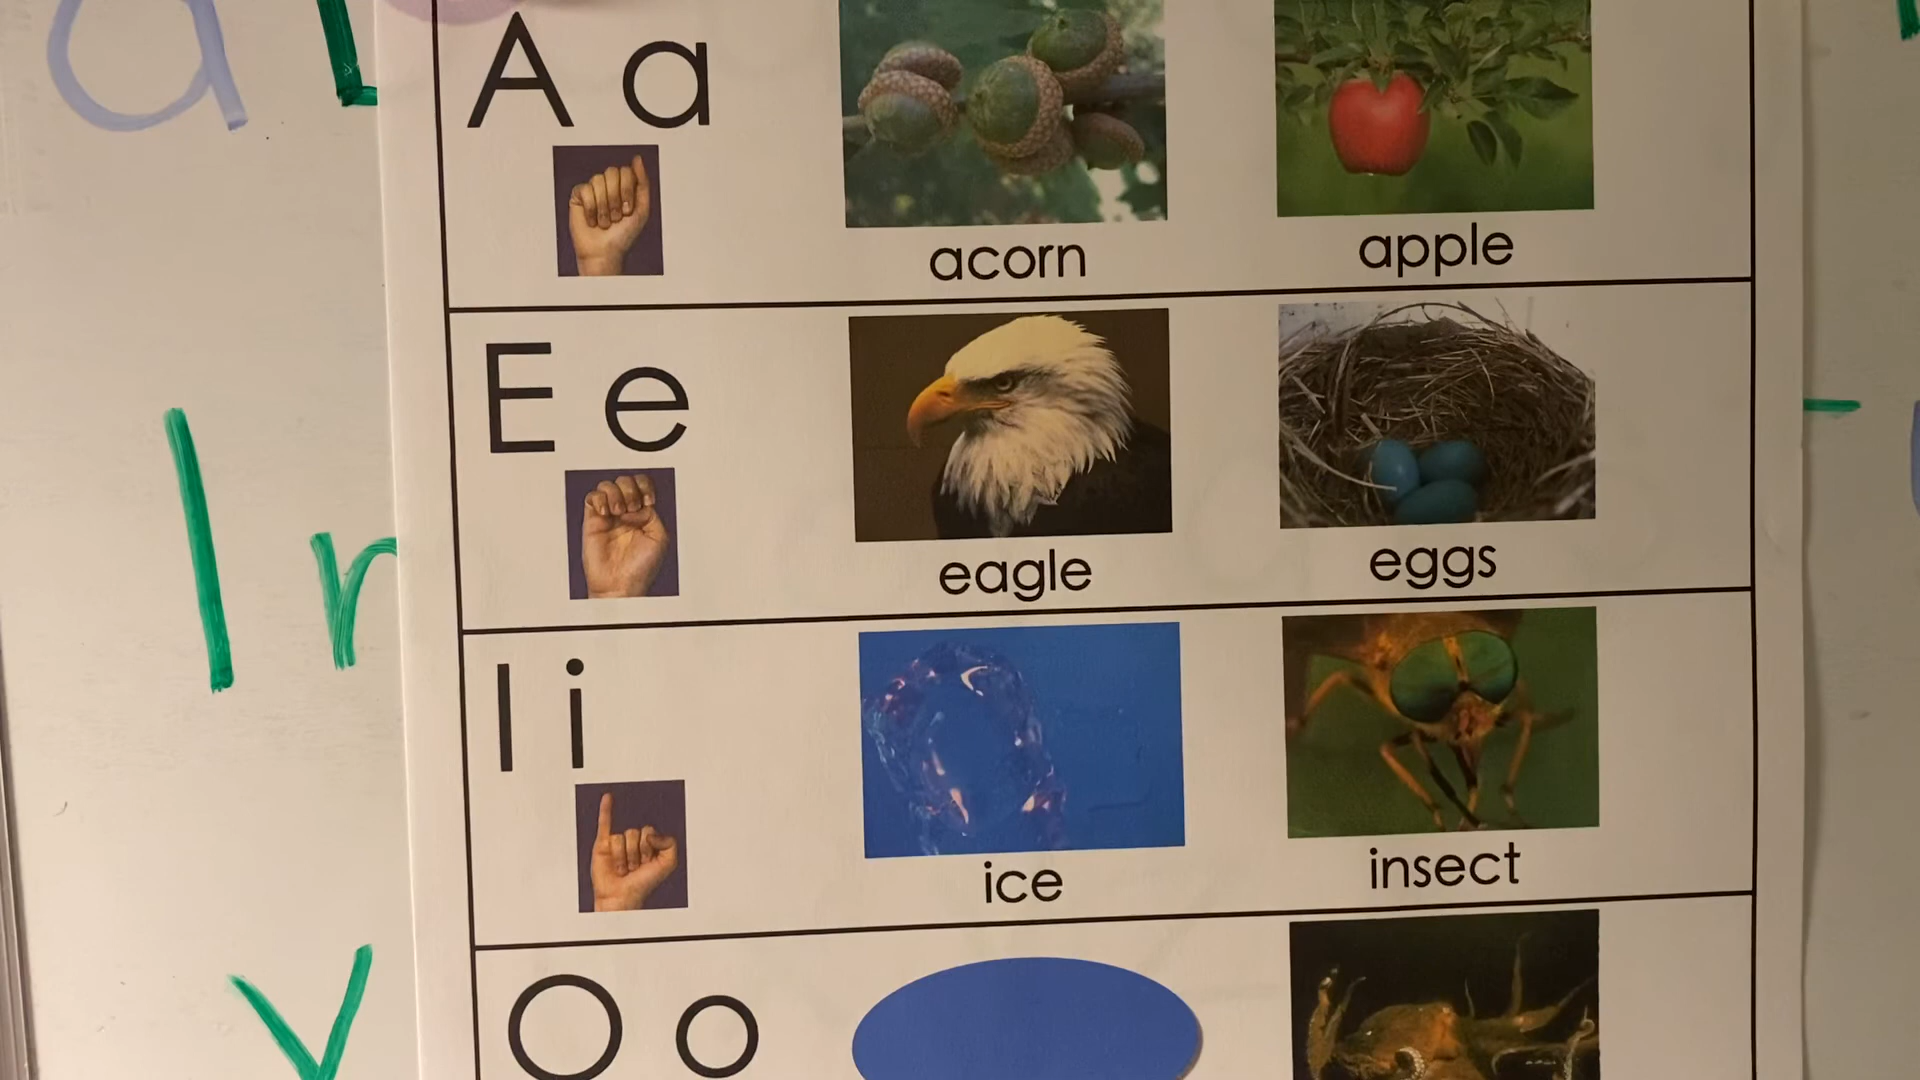 A a
acorn
apple
E e
eagle
eggs
I i
ice
insect
O o